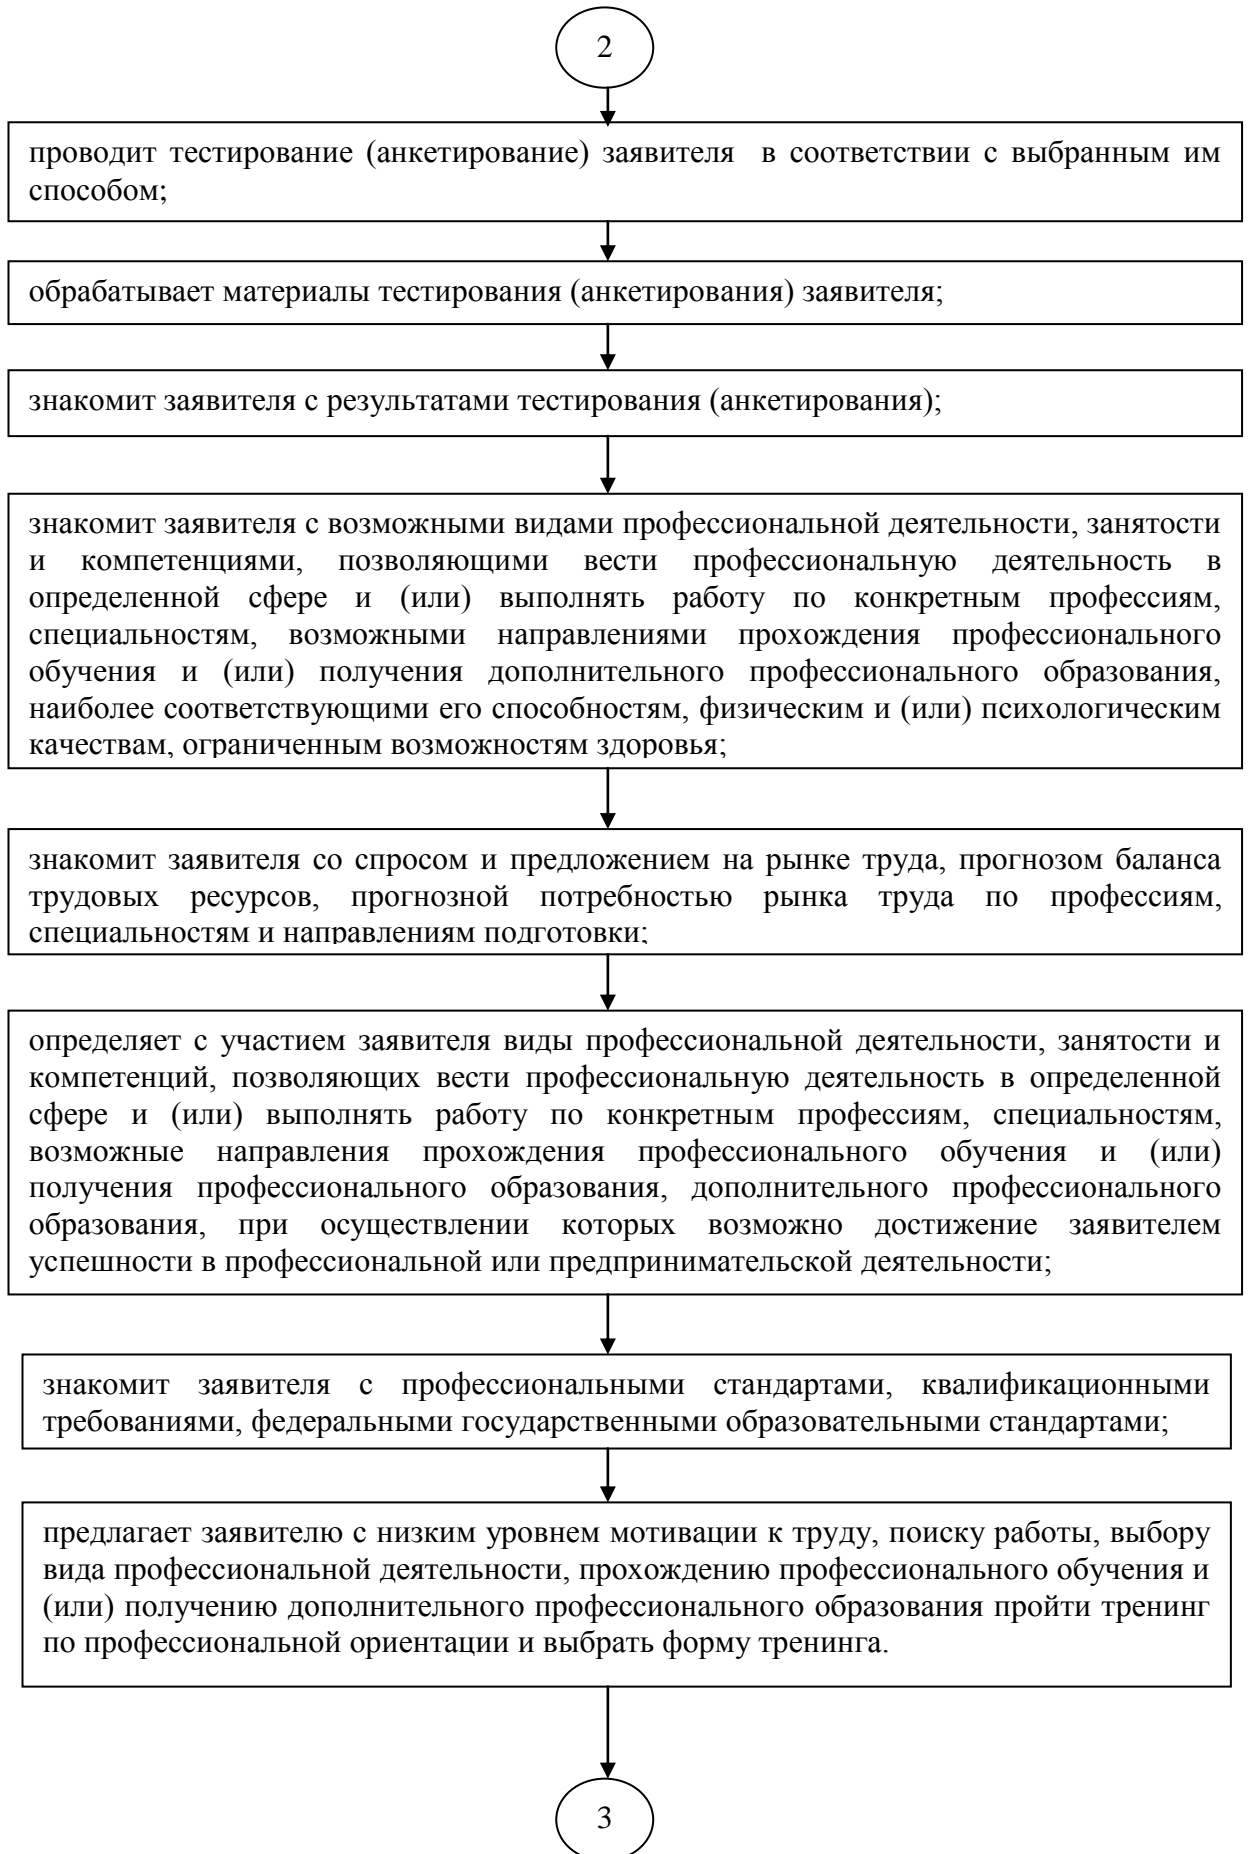 2
проводит тестирование (анкетирование) заявителя в соответствии с выбранным им
способом;
обрабатывает материалы тестирования (анкетирования) заявителя;
знакомит заявителя с результатами тестирования (анкетирования);
знакомит заявителя с возможными видами профессиональной деятельности, занятости
и компетенциями, позволяющими вести профессиональную деятельность в
определенной сфере и (или) выполнять работу по конкретным профессиям,
специальностям, возможными направлениями прохождения профессионального
обучения и (или) получения дополнительного профессионального образования,
наиболее соответствующими его способностям, физическим и (или) психологическим
качествам, ограниченным возможностям здоровья;
знакомит заявителя со спросом и предложением на рынке труда, прогнозом баланса
трудовых ресурсов, прогнозной потребностью рынка труда по профессиям,
специальностям и направлениям подготовки;
определяет с участием заявителя виды профессиональной деятельности, занятости и
компетенций, позволяющих вести профессиональную деятельность в определенной
сфере и (или) выполнять работу по конкретным профессиям, специальностям,
возможные направления прохождения профессионального обучения и (или)
получения профессионального образования, дополнительного профессионального
образования, при осуществлении которых возможно достижение заявителем
успешности в профессиональной или предпринимательской деятельности;
знакомит заявителя с профессиональными стандартами, квалификационными
требованиями, федеральными государственными образовательными стандартами;
предлагает заявителю с низким уровнем мотивации к труду, поиску работы, выбору
вида профессиональной деятельности, прохождению профессионального обучения и
(или) получению дополнительного профессионального образования пройти тренинг
по профессиональной ориентации и выбрать форму тренинга.
3